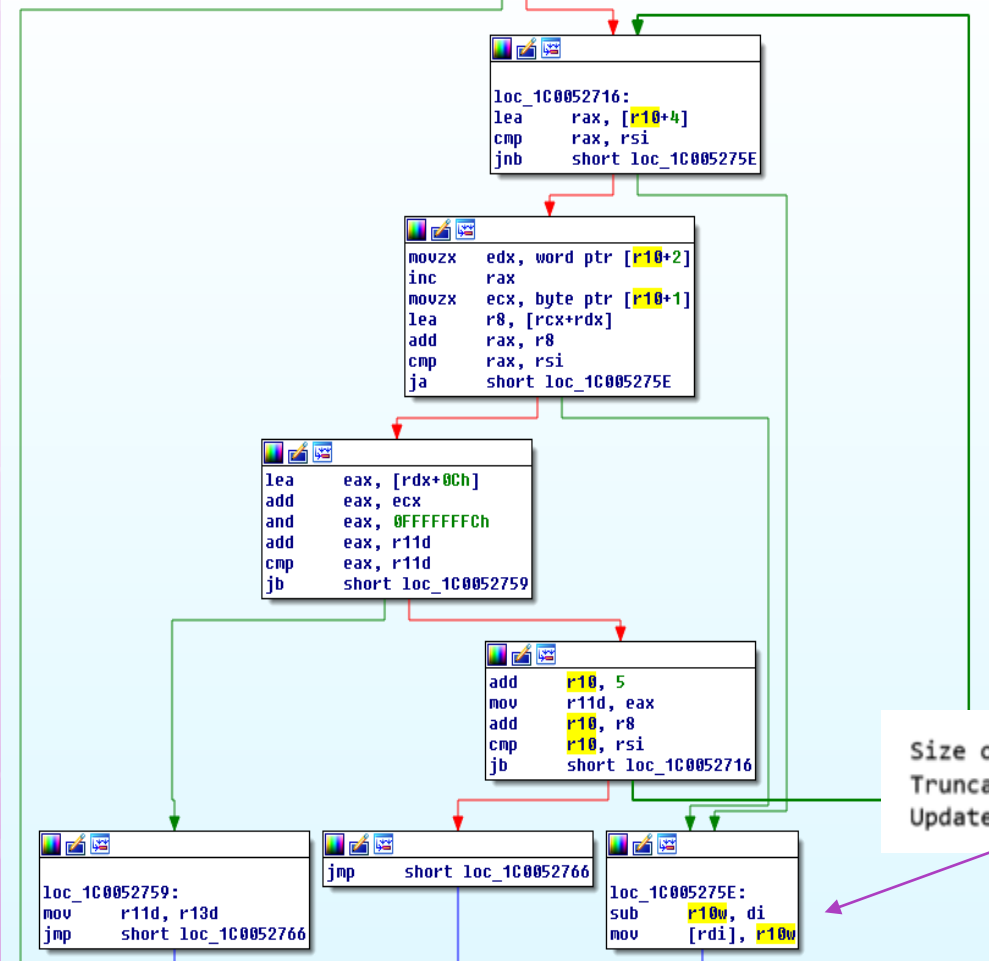 loc_1C0052716:
lea rax, [r10+4]
cmp rax, rsi
jnb short loc_1C005275E
movzx edx, word ptr [r10+2]
inc rax
movzx ecx, byte ptr [r10+1]
lea r8, [rcx+rdx]
add rax, r8
cmp rax, rsi
ja short loc_1C005275E
lea eax, [rdx+0Ch]
add eax, ecx
and eax, 0FFFFFFFCh
add eax, r11d
cmp eax, r11d
jb short loc_1C0052759
add r10, 5
mov r11d, eax
add r10, r8
cmp r10, rsi
jb short loc_1C0052716
Size
Trunca
Update
loc_1C0052759:
mov r11d, r13d
jmp short loc_1C0052766
jmp short loc_1C0052766
loc_1C005275E:
sub r10w, di
mov [rdi], r10w